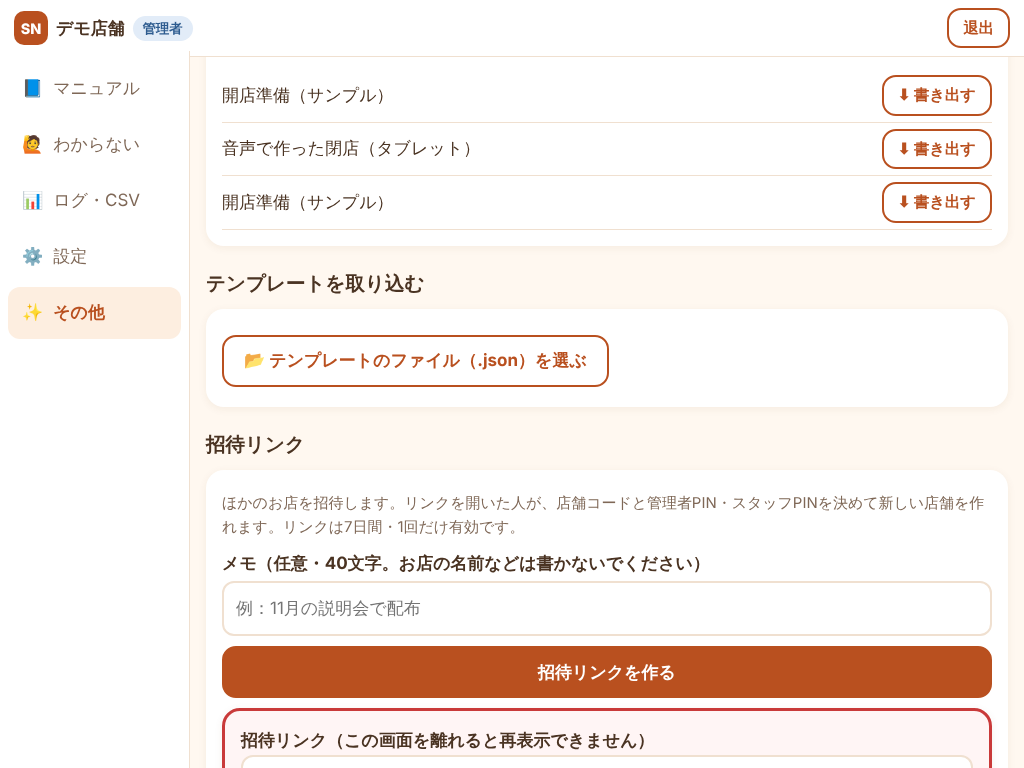 SN デモ店舗 管理者 退出
📘 マニュアル
🙋 わからない
📊 ログ・CSV
⚙️ 設定
✨ その他
開店準備（サンプル） ⬇ 書き出す
音声で作った閉店（タブレット） ⬇ 書き出す
開店準備（サンプル） ⬇ 書き出す
テンプレートを取り込む
📂 テンプレートのファイル（.json）を選ぶ
招待リンク
ほかのお店を招待します。リンクを開いた人が、店舗コードと管理者PIN・スタッフPINを決めて新しい店舗を作
れます。リンクは7日間・1回だけ有効です。
メモ（任意・40文字。お店の名前などは書かないでください）
例：11月の説明会で配布
招待リンクを作る
招待リンク（この画面を離れると再表示できません）